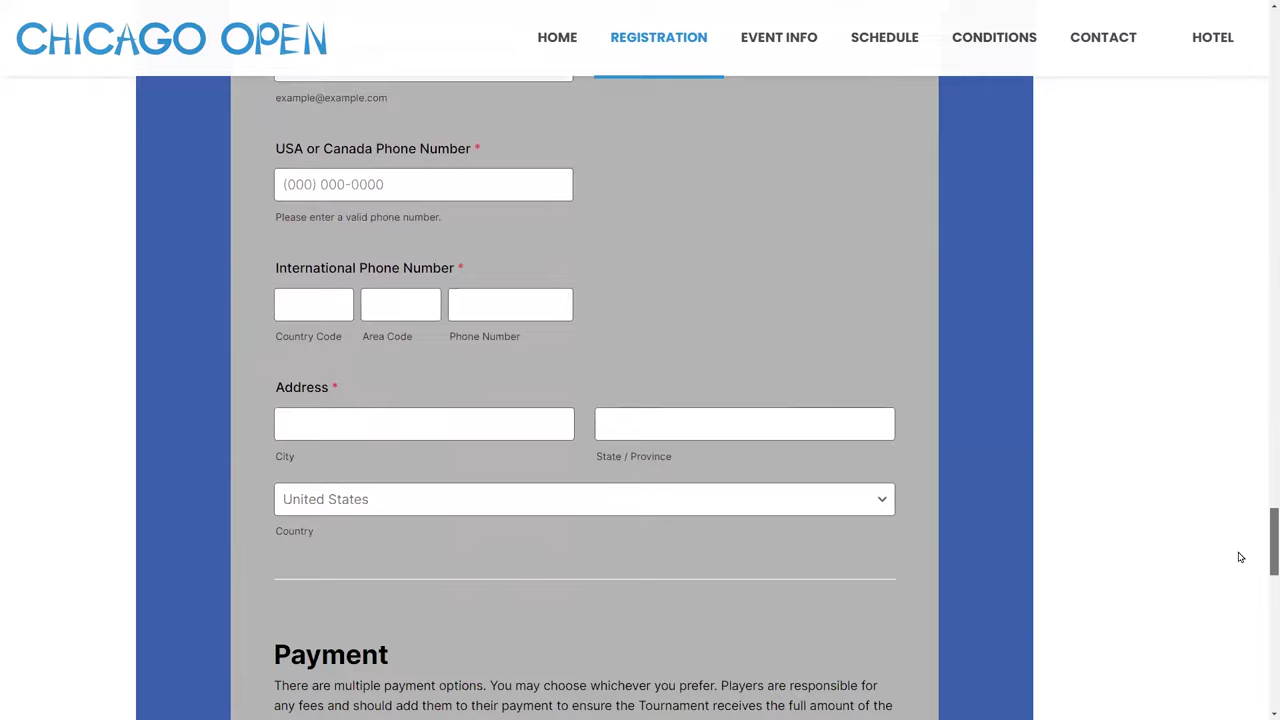 CHICAGO OPEN
HOME REGISTRATION EVENT INFO SCHEDULE CONDITIONS CONTACT HOTEL
example@example.com
USA or Canada Phone Number *
(000) 000-0000
Please enter a valid phone number.
International Phone Number *
Country Code Area Code Phone Number
Address *
City State / Province
United States
Country
Payment
There are multiple payment options. You may choose whichever you prefer. Players are responsible for
any fees and should add them to their payment to ensure the Tournament receives the full amount of the